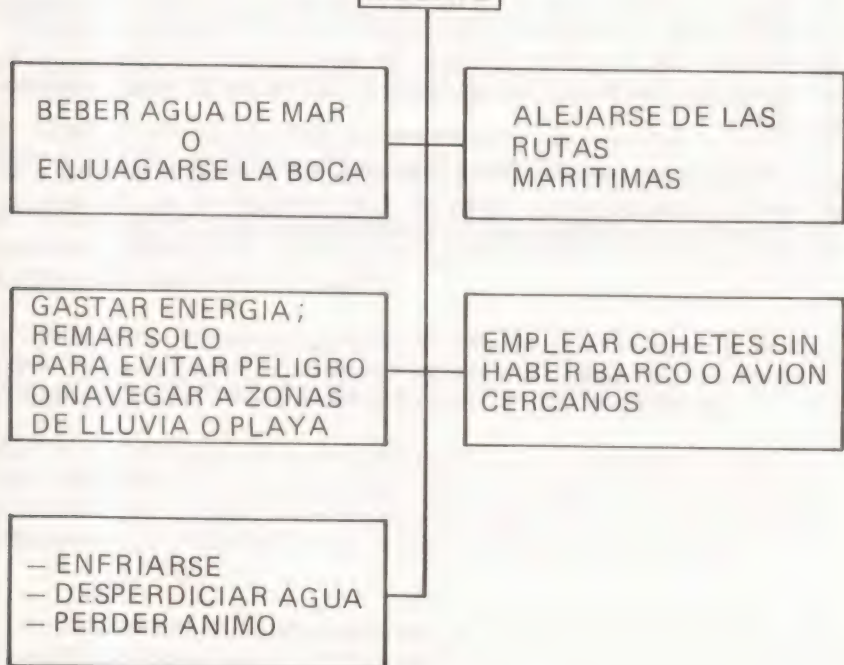 BEBER AGUA DE MAR
O
ENJUAGARSE LA BOCA
ALEJARSE DE LAS
RUTAS
MARITIMAS
GASTAR ENERGIA;
REMAR SOLO
PARA EVITAR PELIGRO
O NAVEGAR A ZONAS
DE LLUVIA O PLAYA
EMPLEAR COHETES SIN
HABER BARCO O AVION
CERCANOS
– ENFRIARSE
– DESPERDICIAR AGUA
– PERDER ANIMO